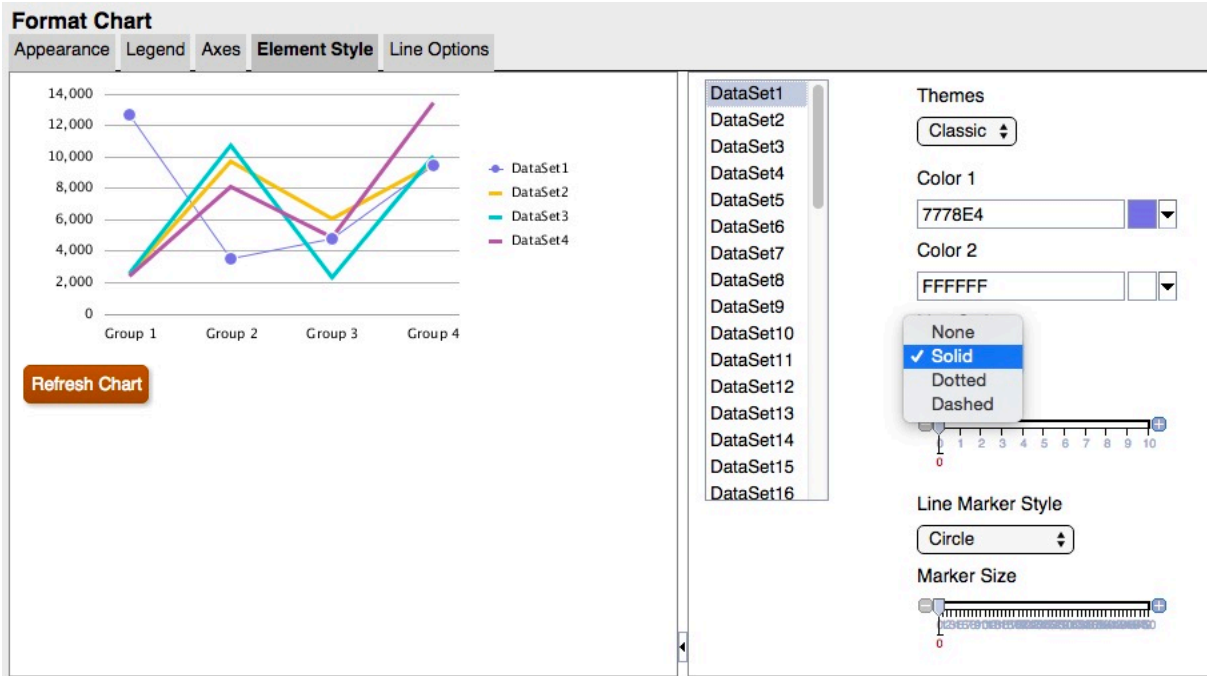 Format Chart
Appearance Legend Axes Element Style Line Options
14,000
12,000
10,000
8,000
6,000
4,000
2,000
0
Group 1 Group 2 Group 3 Group 4
DataSet1
DataSet2
DataSet3
DataSet4
Refresh Chart
DataSet1
DataSet2
DataSet3
DataSet4
DataSet5
DataSet6
DataSet7
DataSet8
DataSet9
DataSet10
DataSet11
DataSet12
DataSet13
DataSet14
DataSet15
DataSet16
Themes
Classic
Color 1
7778E4
Color 2
FFFFFF
None
✓ Solid
Dotted
Dashed
0 1 2 3 4 5 6 7 8 9 10
0
Line Marker Style
Circle
Marker Size
0